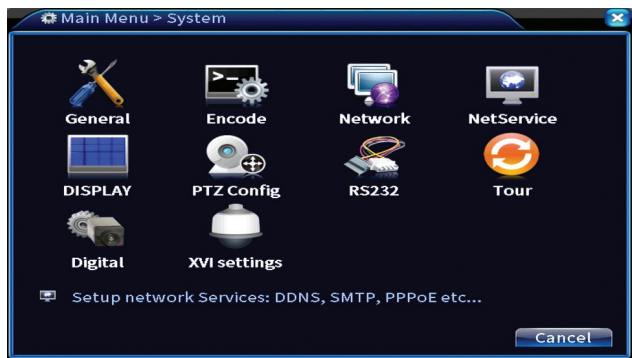 Main Menu > System
General Encode Network NetService
DISPLAY PTZ Config RS232 Tour
Digital XVI settings
Setup network Services: DDNS, SMTP, PPPoE etc...
Cancel